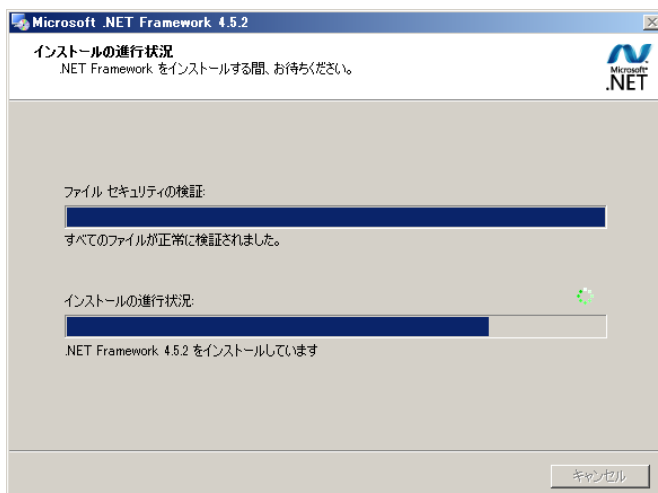 Microsoft .NET Framework 4.5.2
インストールの進行状況
.NET Framework をインストールする間、お待ちください。
Microsoft
.NET
ファイル セキュリティの検証:
すべてのファイルが正常に検証されました。
インストールの進行状況:
.NET Framework 4.5.2 をインストールしています
キャンセル